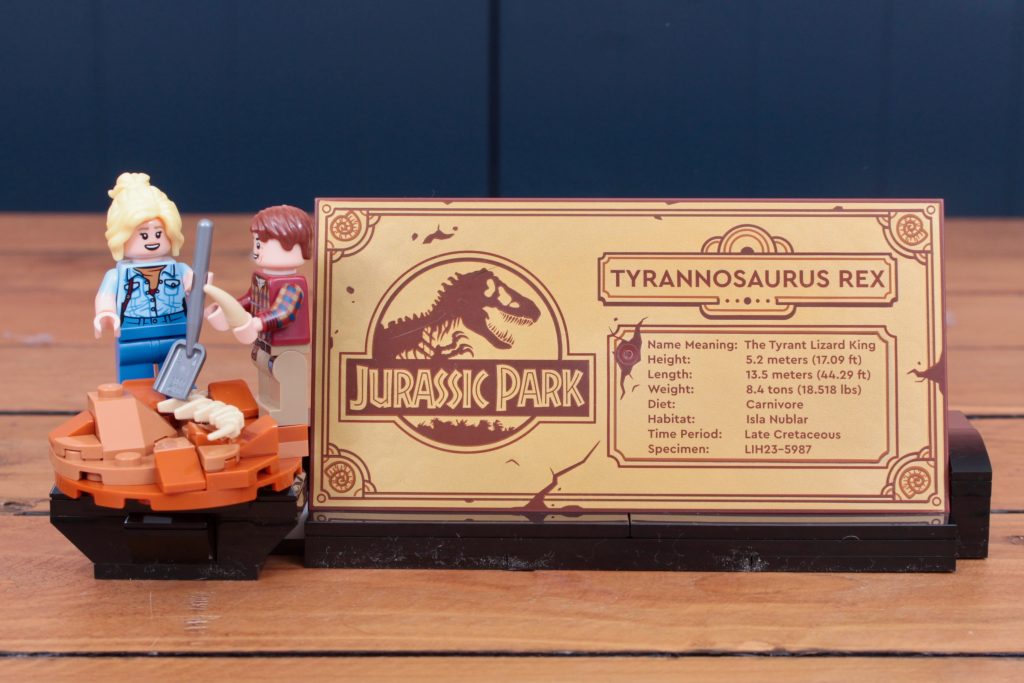 JURASSIC PARK
TYRANNOSAURUS REX
Name Meaning: The Tyrant Lizard King
Height: 5.2 meters (17.09 ft)
Length: 13.5 meters (44.29 ft)
Weight: 8.4 tons (18.518 lbs)
Diet: Carnivore
Habitat: Isla Nublar
Time Period: Late Cretaceous
Specimen: LIH23-5987